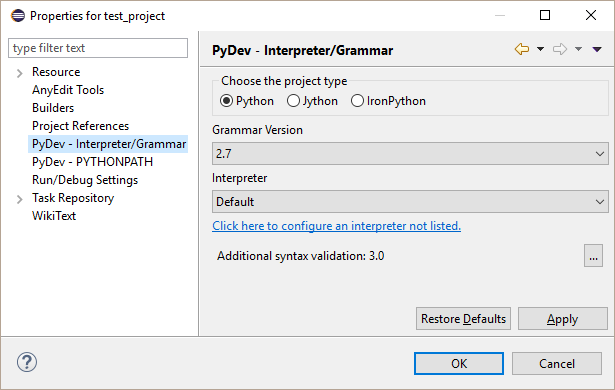 Properties for test_project
type filter text
Resource
AnyEdit Tools
Builders
Project References
PyDev - Interpreter/Grammar
PyDev - PYTHONPATH
Run/Debug Settings
Task Repository
WikiText
PyDev - Interpreter/Grammar
Choose the project type
Python Jython IronPython
Grammar Version
2.7
Interpreter
Default
Click here to configure an interpreter not listed.
Additional syntax validation: 3.0 ...
Restore Defaults Apply
? OK Cancel